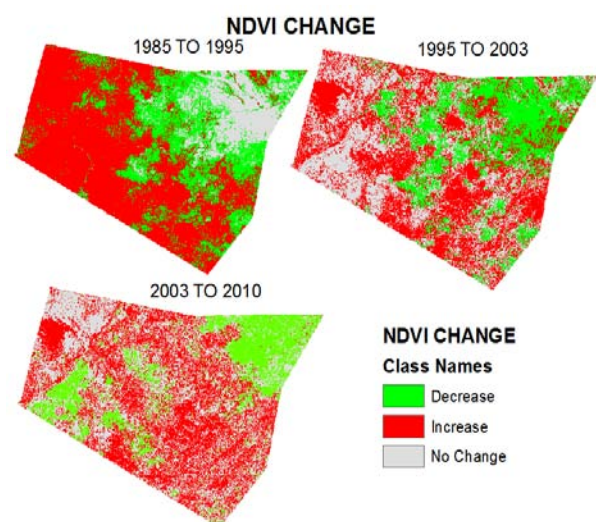 NDVI CHANGE
1985 TO 1995
1995 TO 2003
2003 TO 2010
NDVI CHANGE
Class Names
Decrease
Increase
No Change